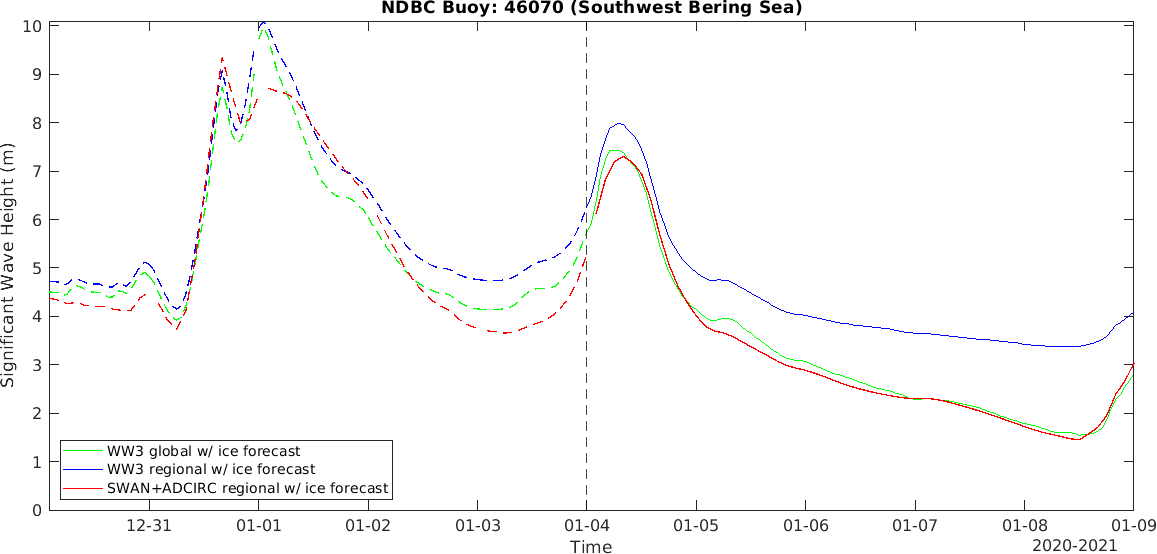 NDBC Buoy: 46070 (Southwest Bering Sea)
Significant Wave Height (m)
10
9
8
7
6
5
4
3
2
1
0
WW3 global w/ ice forecast
WW3 regional w/ ice forecast
SWAN+ADCIRC regional w/ ice forecast
12-31 01-01 01-02 01-03 01-04 01-05 01-06 01-07 01-08 01-09
Time
2020-2021